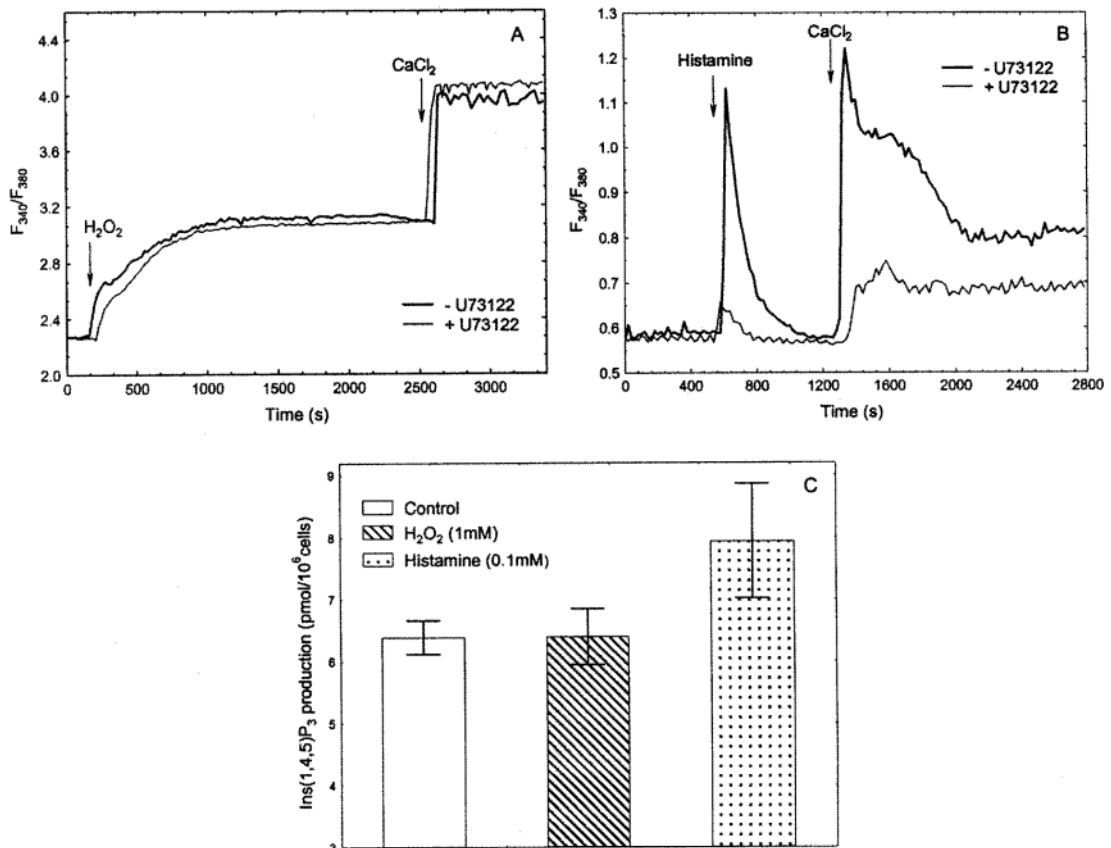 A
4.4
4.0
3.6
3.2
2.8
2.4
2.0
F340/F380
H2O2
CaCl2
- U73122
+ U73122
0
500
1000
1500
2000
2500
3000
Time (s)
B
1.3
1.2
1.1
1.0
0.9
0.8
0.7
0.6
0.5
F340/F380
Histamine
CaCl2
- U73122
+ U73122
0
400
800
1200
1600
2000
2400
2800
Time (s)
C
9
8
7
6
5
4
Ins(1,4,5)P3 production (pmol/10^6cells)
Control
H2O2 (1mM)
Histamine (0.1mM)